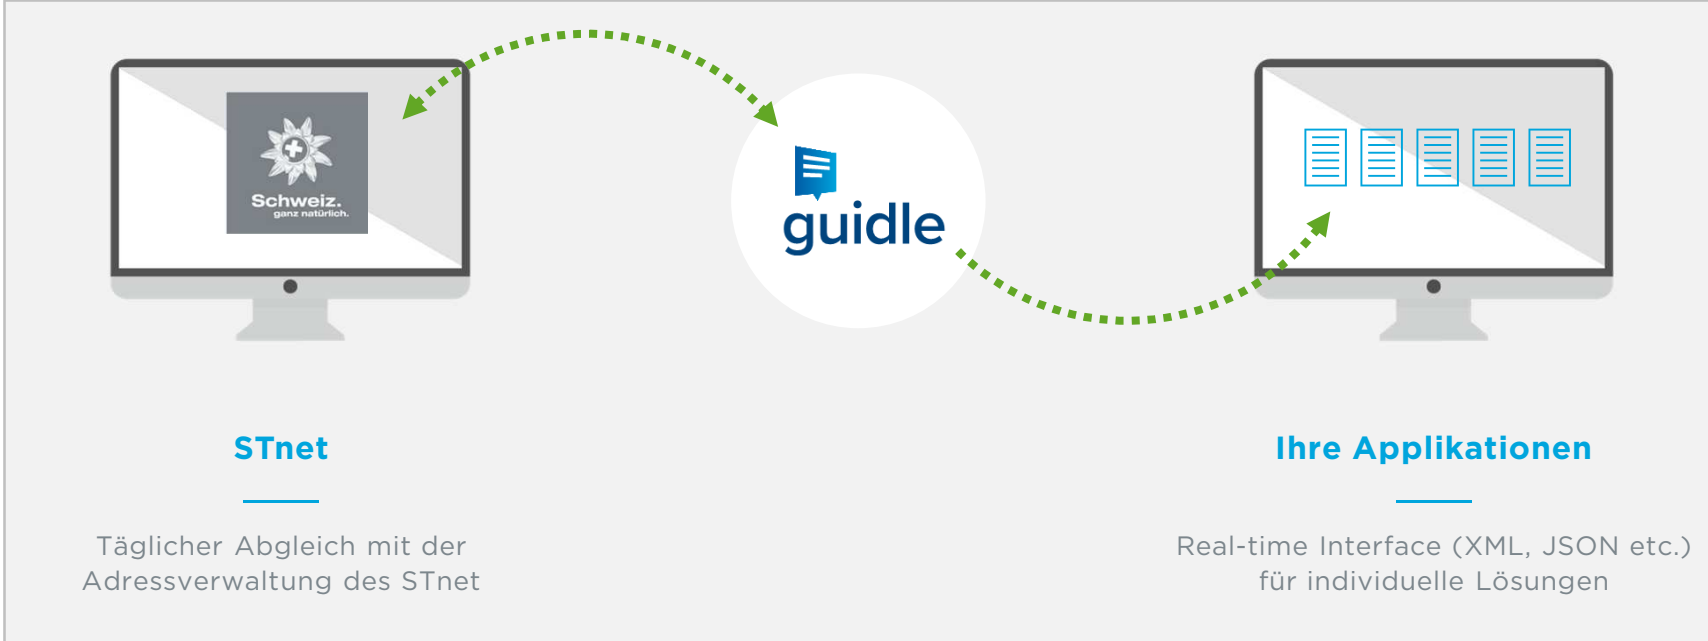 Schweiz.
ganz natürlich.
guidle
STnet
Täglicher Abgleich mit der
Adressverwaltung des STnet
Ihre Applikationen
Real-time Interface (XML, JSON etc.)
für individuelle Lösungen